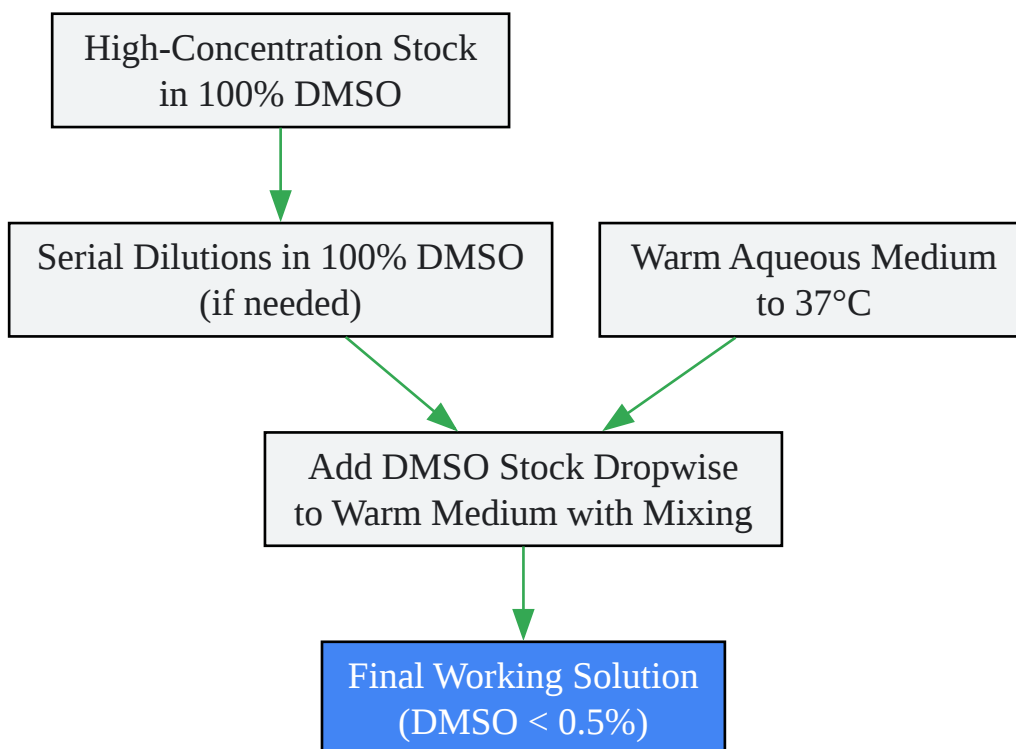 High-Concentration Stock
in 100% DMSO
Serial Dilutions in 100% DMSO
(if needed)
Warm Aqueous Medium
to 37°C
Add DMSO Stock Dropwise
to Warm Medium with Mixing
Final Working Solution
(DMSO < 0.5%)